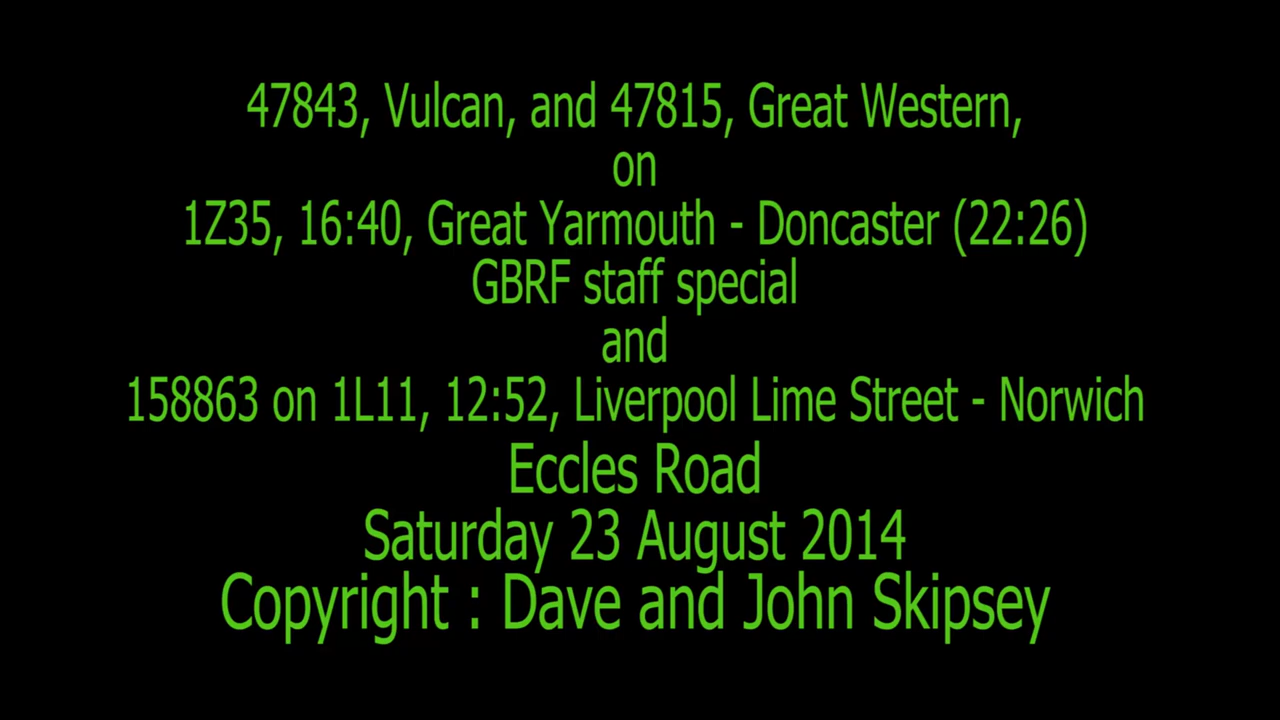 47843, Vulcan, and 47815, Great Western,
on
1Z35, 16:40, Great Yarmouth - Doncaster (22:26)
GBRF staff special
and
158863 on 1L11, 12:52, Liverpool Lime Street - Norwich
Eccles Road
Saturday 23 August 2014
Copyright : Dave and John Skipsey